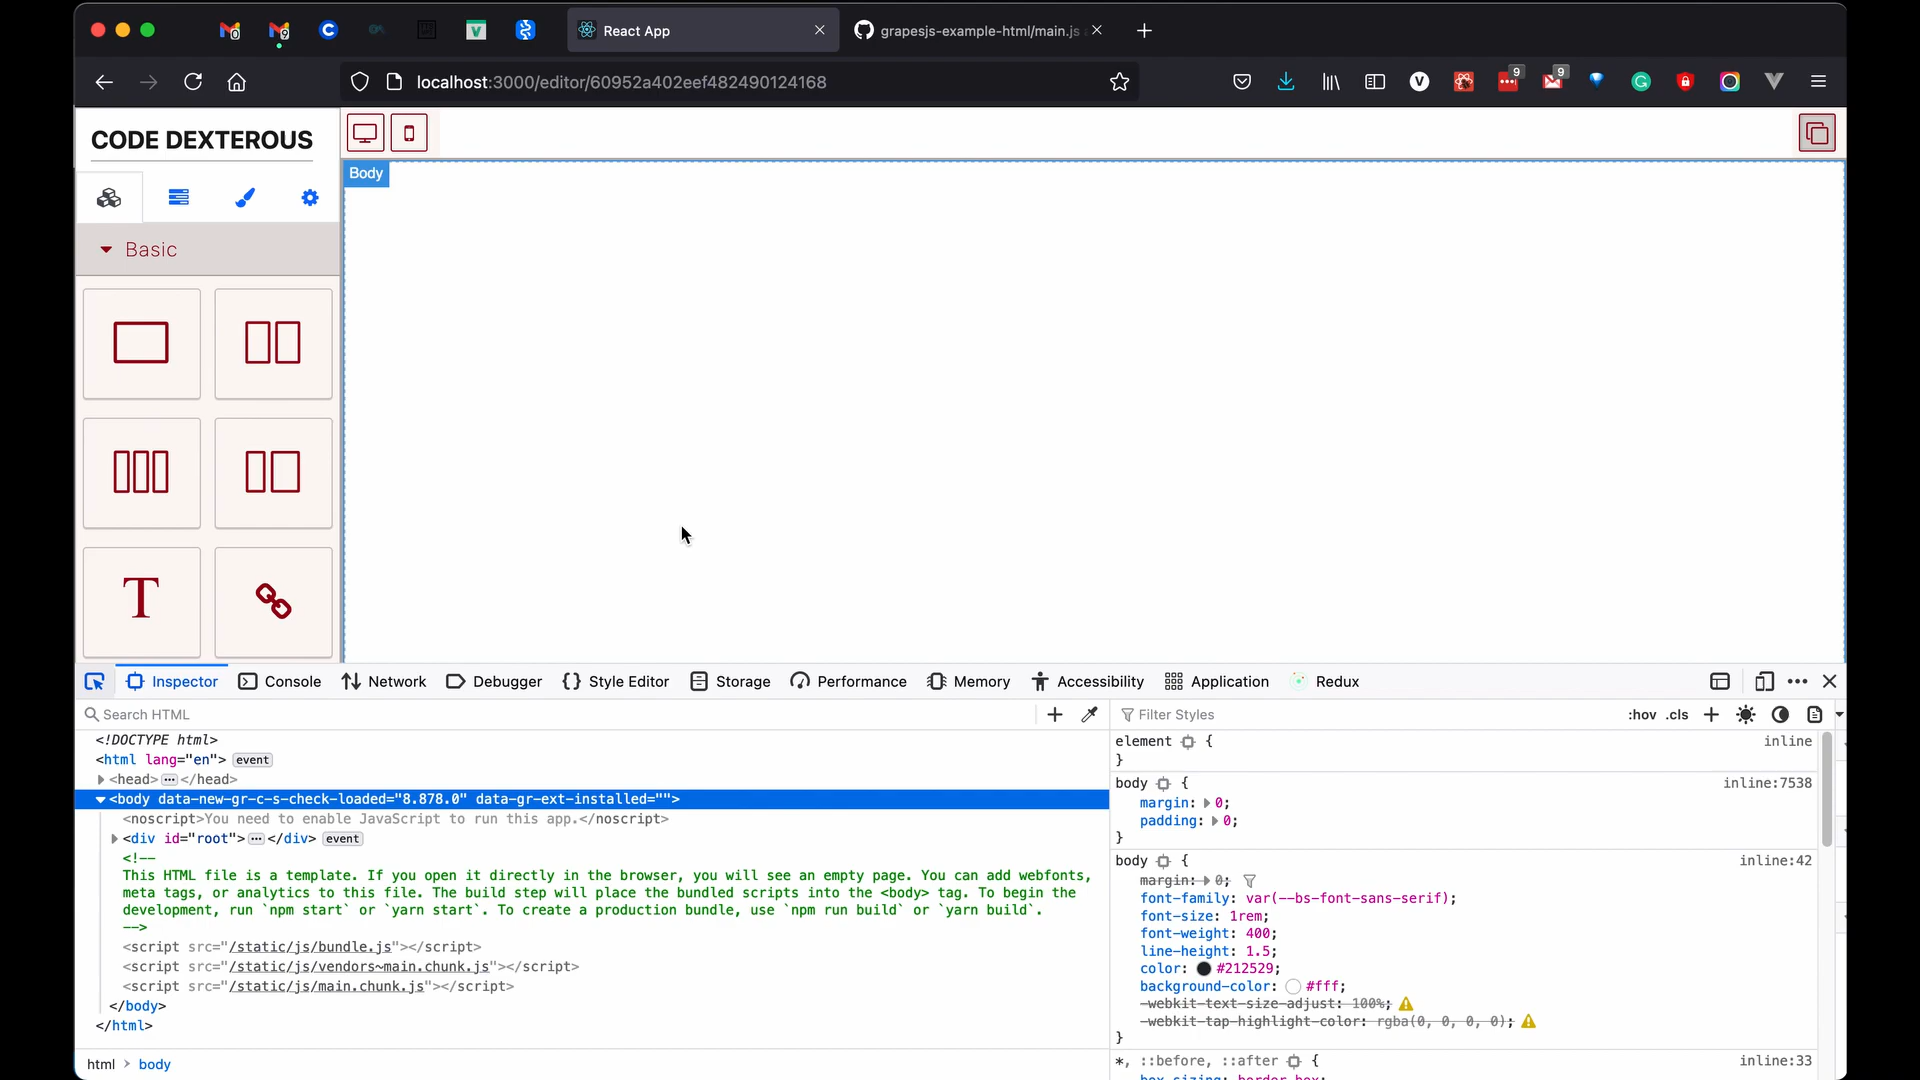 React App
grapesjs-example-html/main.js
localhost:3000/editor/60952a402eef482490124168
9
9
CODE DEXTEROUS
Body
Basic
T
Inspector
Console
Network
Debugger
Style Editor
Storage
Performance
Memory
Accessibility
Application
Redux
Search HTML
Filter Styles
:hov .cls
<!DOCTYPE html>
<html lang="en"> event
<head> ••• </head>
<body data-new-gr-c-s-check-loaded="8.878.0" data-gr-ext-installed="">
<noscript>You need to enable JavaScript to run this app.</noscript>
<div id="root"> ••• </div> event
<!--
This HTML file is a template. If you open it directly in the browser, you will see an empty page. You can add webfonts,
meta tags, or analytics to this file. The build step will place the bundled scripts into the <body> tag. To begin the
development, run `npm start` or `yarn start`. To create a production bundle, use `npm run build` or `yarn build`.
-->
<script src="/static/js/bundle.js"></script>
<script src="/static/js/vendors~main.chunk.js"></script>
<script src="/static/js/main.chunk.js"></script>
</body>
</html>
html > body
element { inline
}
body { inline:7538
margin: 0;
padding: 0;
}
body { inline:42
margin: 0;
font-family: var(--bs-font-sans-serif);
font-size: 1rem;
font-weight: 400;
line-height: 1.5;
color: #212529;
background-color: #fff;
-webkit-text-size-adjust: 100%;
-webkit-tap-highlight-color: rgba(0, 0, 0, 0);
}
*, ::before, ::after { inline:33
box-sizing: border-box;